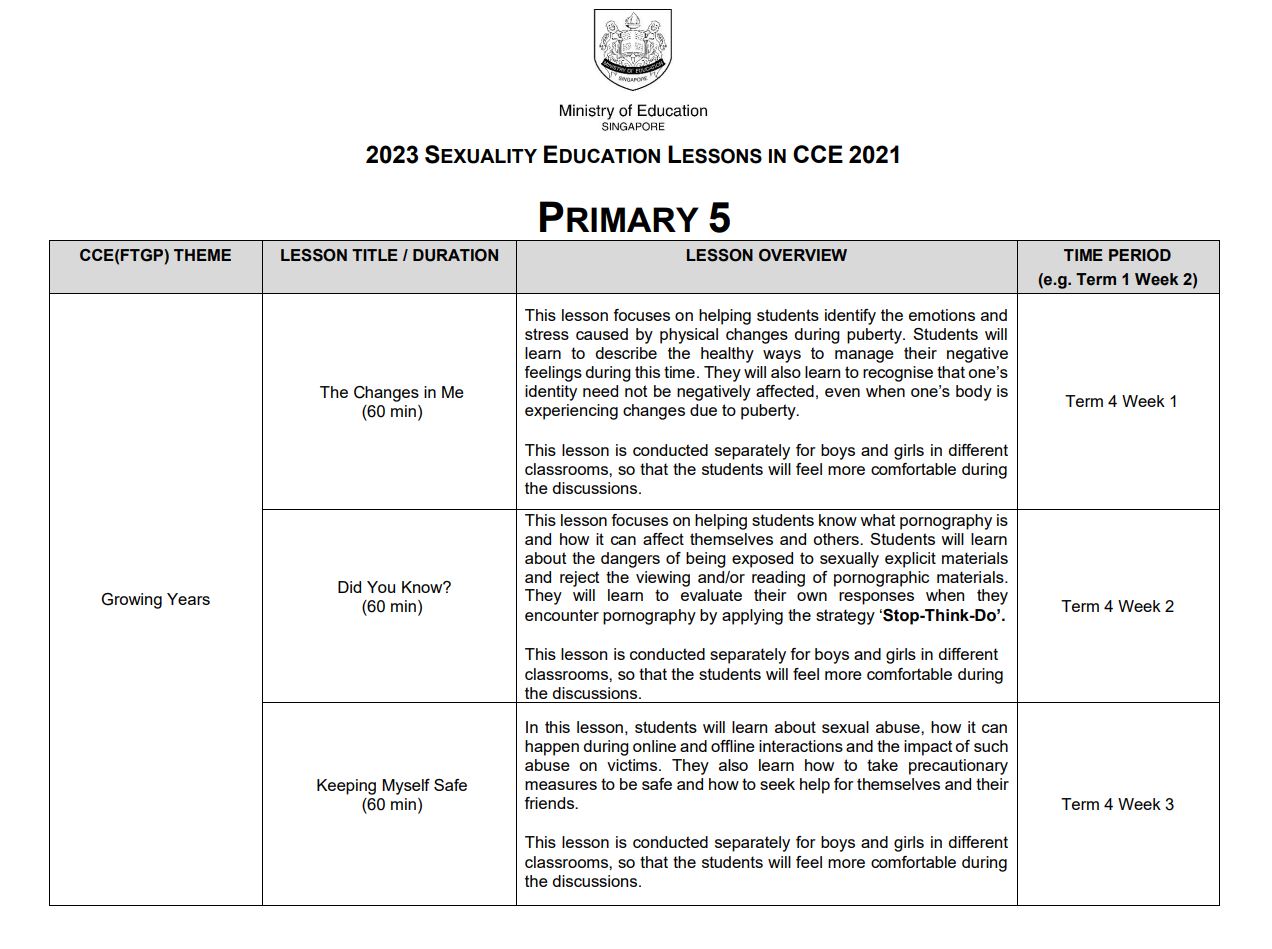 MINISTRY OF EDUCATION
SINGAPORE
Ministry of Education
SINGAPORE
2023 SEXUALITY EDUCATION LESSONS IN CCE 2021
PRIMARY 5
CCE(FTGP) THEME
LESSON TITLE / DURATION
LESSON OVERVIEW
TIME PERIOD
(e.g. Term 1 Week 2)
Growing Years
The Changes in Me
(60 min)
This lesson focuses on helping students identify the emotions and
stress caused by physical changes during puberty. Students will
learn to describe the healthy ways to manage their negative
feelings during this time. They will also learn to recognise that one’s
identity need not be negatively affected, even when one’s body is
experiencing changes due to puberty.
This lesson is conducted separately for boys and girls in different
classrooms, so that the students will feel more comfortable during
the discussions.
Term 4 Week 1
Did You Know?
(60 min)
This lesson focuses on helping students know what pornography is
and how it can affect themselves and others. Students will learn
about the dangers of being exposed to sexually explicit materials
and reject the viewing and/or reading of pornographic materials.
They will learn to evaluate their own responses when they
encounter pornography by applying the strategy ‘Stop-Think-Do’.
This lesson is conducted separately for boys and girls in different
classrooms, so that the students will feel more comfortable during
the discussions.
Term 4 Week 2
Keeping Myself Safe
(60 min)
In this lesson, students will learn about sexual abuse, how it can
happen during online and offline interactions and the impact of such
abuse on victims. They also learn how to take precautionary
measures to be safe and how to seek help for themselves and their
friends.
This lesson is conducted separately for boys and girls in different
classrooms, so that the students will feel more comfortable during
the discussions.
Term 4 Week 3